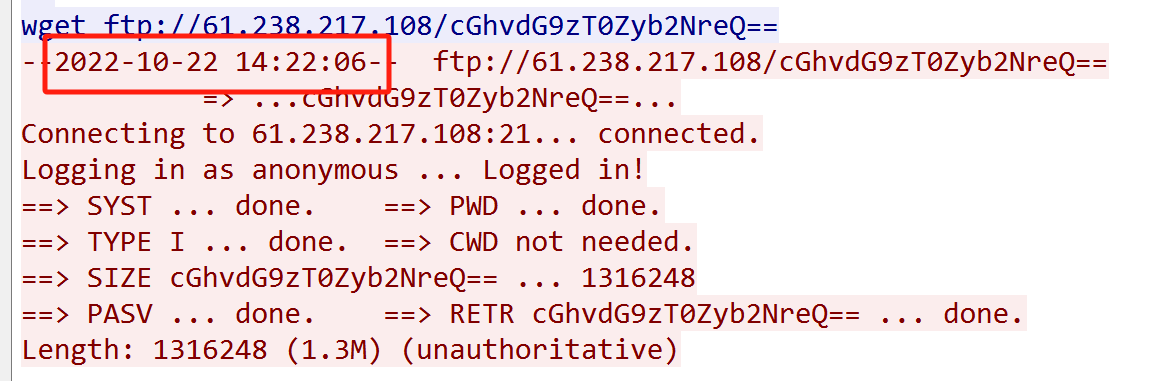 wget ftp://61.238.217.108/cGhvdG9zT0Zyb2NreQ==
--2022-10-22 14:22:06--  ftp://61.238.217.108/cGhvdG9zT0Zyb2NreQ==
           => ...cGhvdG9zT0Zyb2NreQ==...
Connecting to 61.238.217.108:21... connected.
Logging in as anonymous ... Logged in!
==> SYST ... done.    ==> PWD ... done.
==> TYPE I ... done.  ==> CWD not needed.
==> SIZE cGhvdG9zT0Zyb2NreQ== ... 1316248
==> PASV ... done.    ==> RETR cGhvdG9zT0Zyb2NreQ== ... done.
Length: 1316248 (1.3M) (unauthoritative)